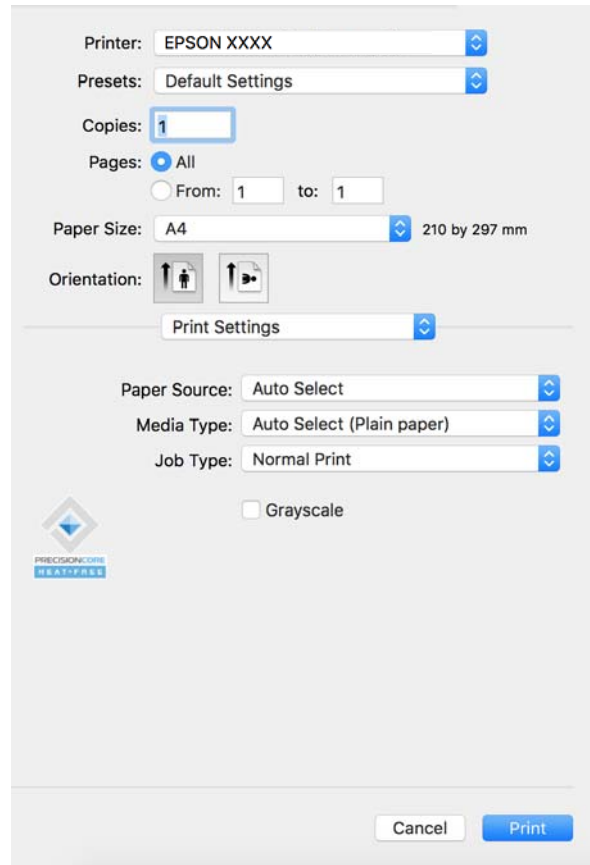 Printer: EPSON XXXX
Presets: Default Settings
Copies: 1
Pages: All
From: 1 to: 1
Paper Size: A4 210 by 297 mm
Orientation:
Print Settings
Paper Source: Auto Select
Media Type: Auto Select (Plain paper)
Job Type: Normal Print
Grayscale
PRECISIONCORE
HEAT-FREE
Cancel Print